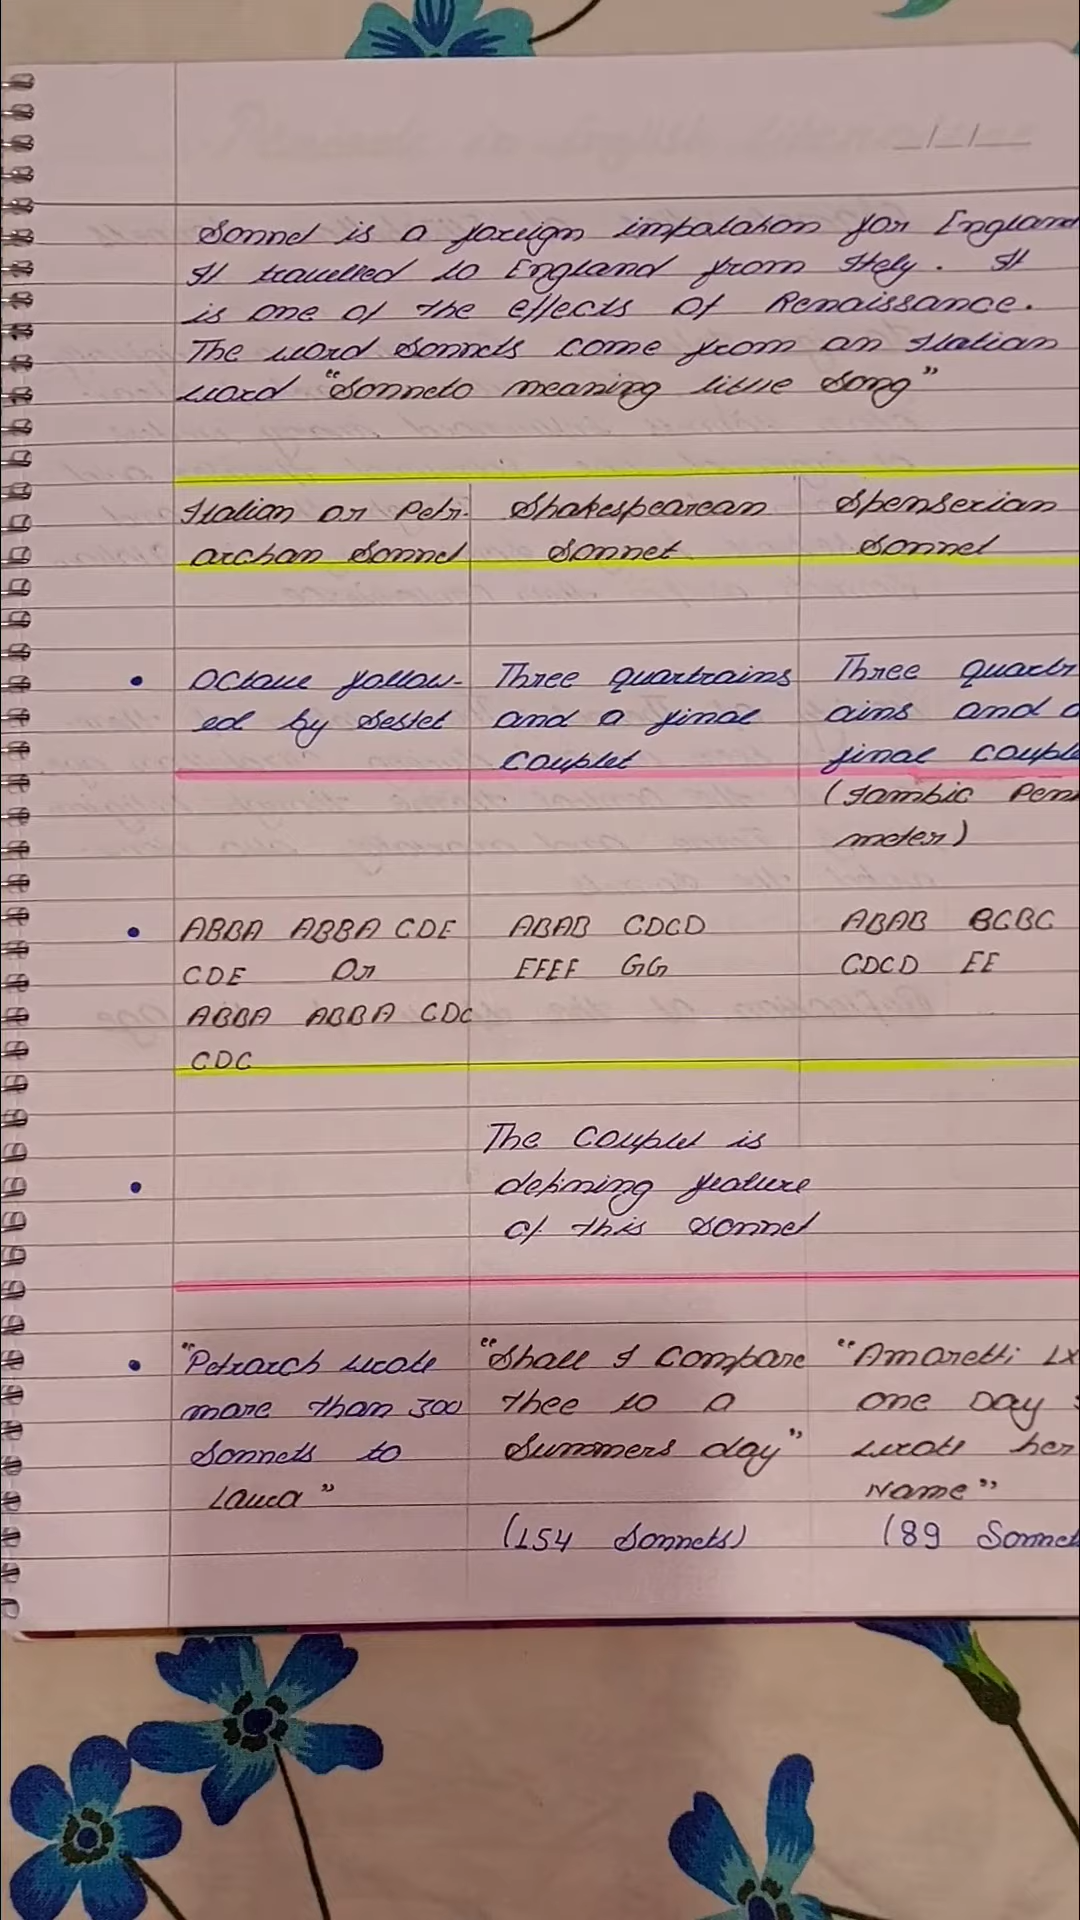 Sonnet is a foreign impotation for England
It travelled to England from Itely. It
is one of the effects of Renaissance.
The word Sonnets come from an Italian
word "Sonneto meaning little Song"
Italian or Petr-
archan Sonnet
Shakespearean
Sonnet
Spenserian
Sonnet
• Octave follow-
ed by Sestet
Three quartrains
and a final
Couplet
Three quartr
ains and a
final couple
(Iambic Pen
meter)
• ABBA ABBA CDE
CDE Or
ABBA ABBA CDC
CDC
ABAB CDCD
EFEF GG
ABAB BCBC
CDCD EE
•
The Couplet is
defining feature
of this sonnet
• "Petrarch wrote
more than 300
Sonnets to
Laura"
"Shall I Compare
thee to a
Summers day"
(154 Sonnets)
"Amoretti LX
one Day
wrote her
Name"
(89 Sonnet